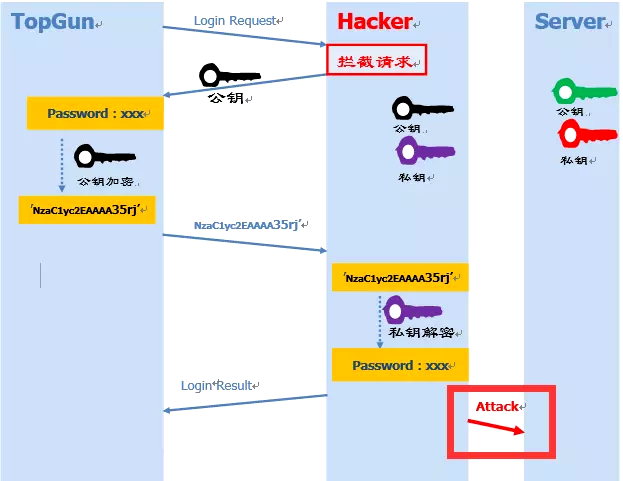 TopGun
Hacker
Server
Login Request
拦截请求
公钥
Password：xxx
公钥
私钥
公钥
私钥
公钥加密
'NzaC1yc2EAAAA35rj'
NzaC1yc2EAAAA35rj'
'NzaC1yc2EAAAA35rj'
私钥解密
Password：xxx
Login Result
Attack